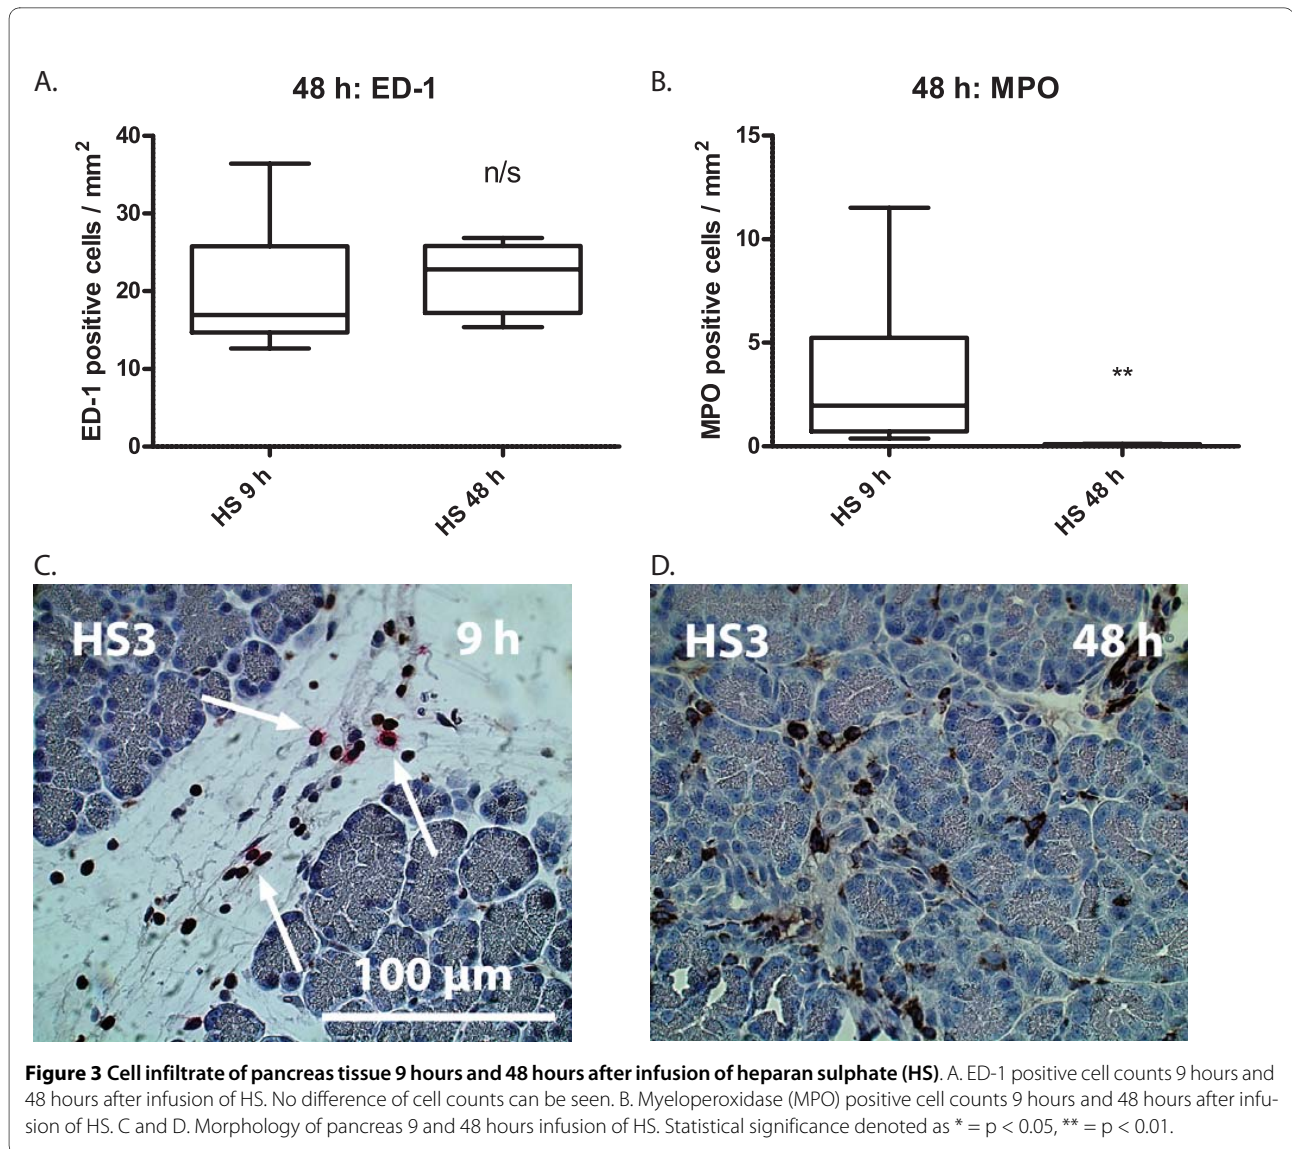 A.
48 h: ED-1
ED-1 positive cells / mm²
40
30
20
10
0
n/s
HS 9 h
HS 48 h
B.
48 h: MPO
MPO positive cells / mm²
15
10
5
0
**
HS 9 h
HS 48 h
C.
HS3
9 h
100 μm
D.
HS3
48 h
Figure 3 Cell infiltrate of pancreas tissue 9 hours and 48 hours after infusion of heparan sulphate (HS). A. ED-1 positive cell counts 9 hours and
48 hours after infusion of HS. No difference of cell counts can be seen. B. Myeloperoxidase (MPO) positive cell counts 9 hours and 48 hours after infu-
sion of HS. C and D. Morphology of pancreas 9 and 48 hours infusion of HS. Statistical significance denoted as * = p < 0.05, ** = p < 0.01.